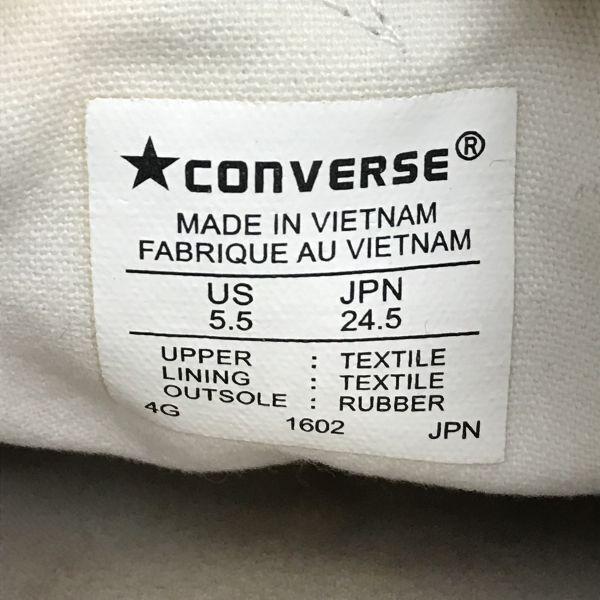 ★CONVERSE®
MADE IN VIETNAM
FABRIQUE AU VIETNAM
US JPN
5.5 24.5
UPPER : TEXTILE
LINING : TEXTILE
OUTSOLE : RUBBER
4G 1602 JPN